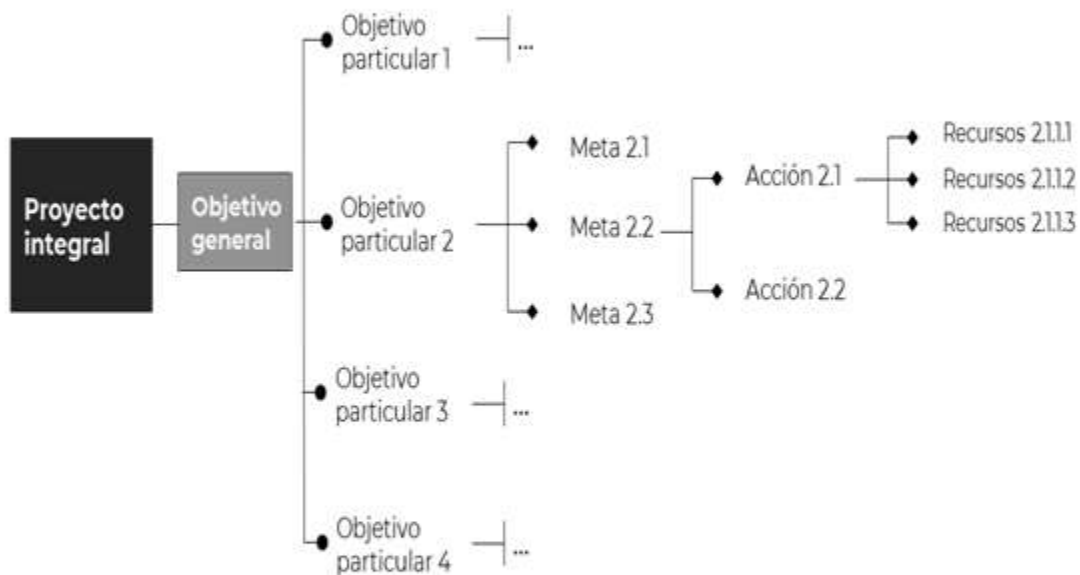 Objetivo
particular 1
...
Proyecto
integral
Objetivo
general
Objetivo
particular 2
Meta 2.1
Meta 2.2
Meta 2.3
Acción 2.1
Acción 2.2
Recursos 2.1.1.1
Recursos 2.1.1.2
Recursos 2.1.1.3
Objetivo
particular 3
...
Objetivo
particular 4
...